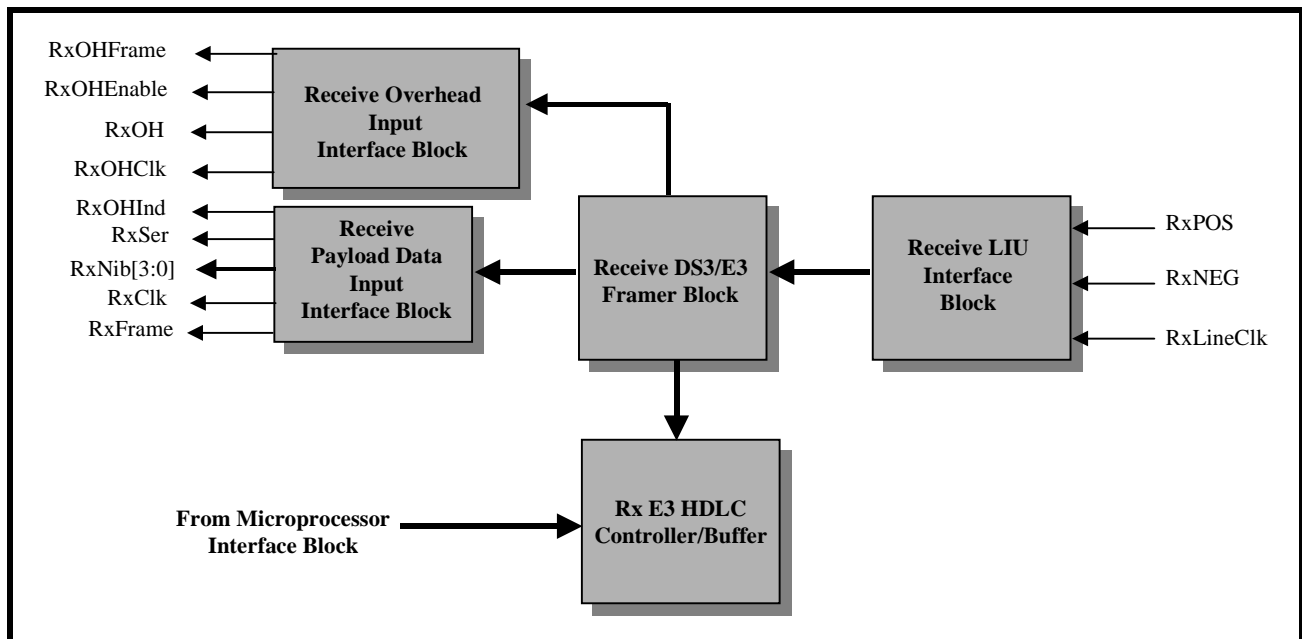 RxOHFrame
RxOHEnable
RxOH
RxOHClk
RxOHInd
RxSer
RxNib[3:0]
RxClk
RxFrame
Receive Overhead
Input
Interface Block
Receive
Payload Data
Input
Interface Block
Receive DS3/E3
Framer Block
Receive LIU
Interface
Block
RxPOS
RxNEG
RxLineClk
From Microprocessor
Interface Block
Rx E3 HDLC
Controller/Buffer